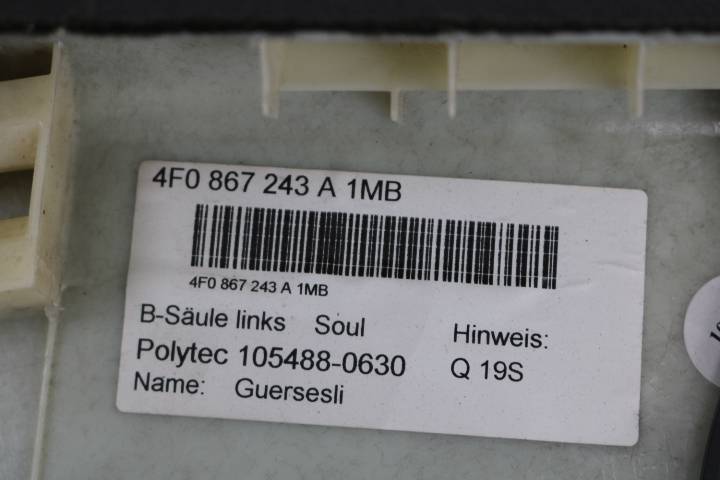 4F0 867 243 A 1MB
4F0 867 243 A 1MB
B-Säule links Soul
Hinweis:
Polytec 105488-0630
Q 19S
Name: Guersesli